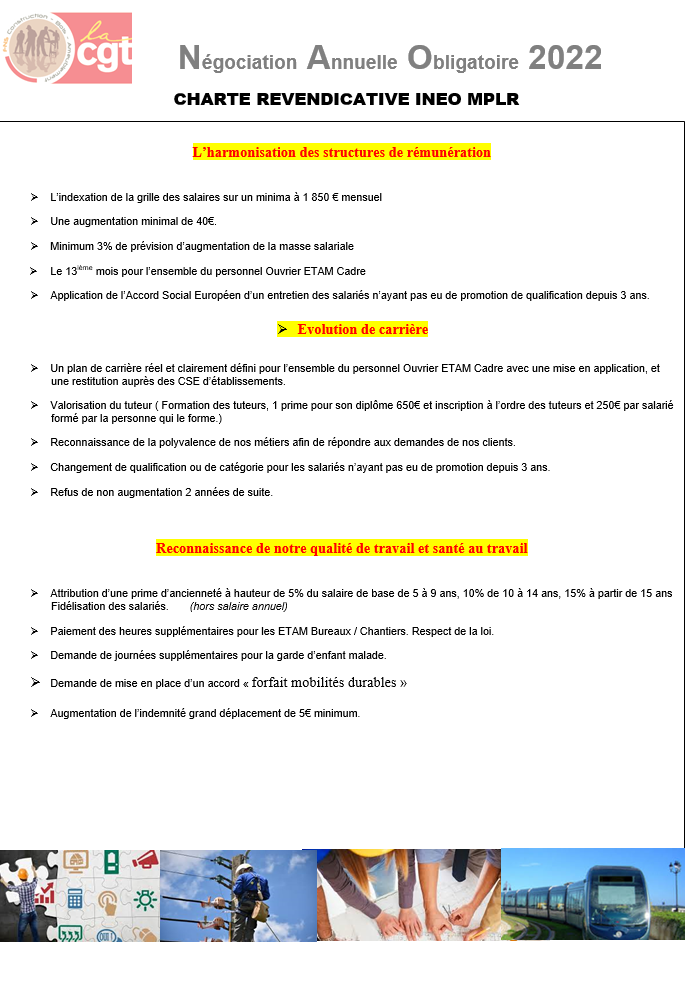 FNS Construction - Bois - Ameublement
la
cgt
Négociation Annuelle Obligatoire 2022
CHARTE REVENDICATIVE INEO MPLR
L’harmonisation des structures de rémunération
➢ L’indexation de la grille des salaires sur un minima à 1 850 € mensuel
➢ Une augmentation minimal de 40€.
➢ Minimum 3% de prévision d’augmentation de la masse salariale
➢ Le 13ième mois pour l’ensemble du personnel Ouvrier ETAM Cadre
➢ Application de l’Accord Social Européen d’un entretien des salariés n’ayant pas eu de promotion de qualification depuis 3 ans.
➢ Evolution de carrière
➢ Un plan de carrière réel et clairement défini pour l’ensemble du personnel Ouvrier ETAM Cadre avec une mise en application, et
une restitution auprès des CSE d’établissements.
➢ Valorisation du tuteur ( Formation des tuteurs, 1 prime pour son diplôme 650€ et inscription à l’ordre des tuteurs et 250€ par salarié
formé par la personne qui le forme.)
➢ Reconnaissance de la polyvalence de nos métiers afin de répondre aux demandes de nos clients.
➢ Changement de qualification ou de catégorie pour les salariés n’ayant pas eu de promotion depuis 3 ans.
➢ Refus de non augmentation 2 années de suite.
Reconnaissance de notre qualité de travail et santé au travail
➢ Attribution d’une prime d’ancienneté à hauteur de 5% du salaire de base de 5 à 9 ans, 10% de 10 à 14 ans, 15% à partir de 15 ans
Fidélisation des salariés. (hors salaire annuel)
➢ Paiement des heures supplémentaires pour les ETAM Bureaux / Chantiers. Respect de la loi.
➢ Demande de journées supplémentaires pour la garde d’enfant malade.
➢ Demande de mise en place d’un accord « forfait mobilités durables »
➢ Augmentation de l’indemnité grand déplacement de 5€ minimum.